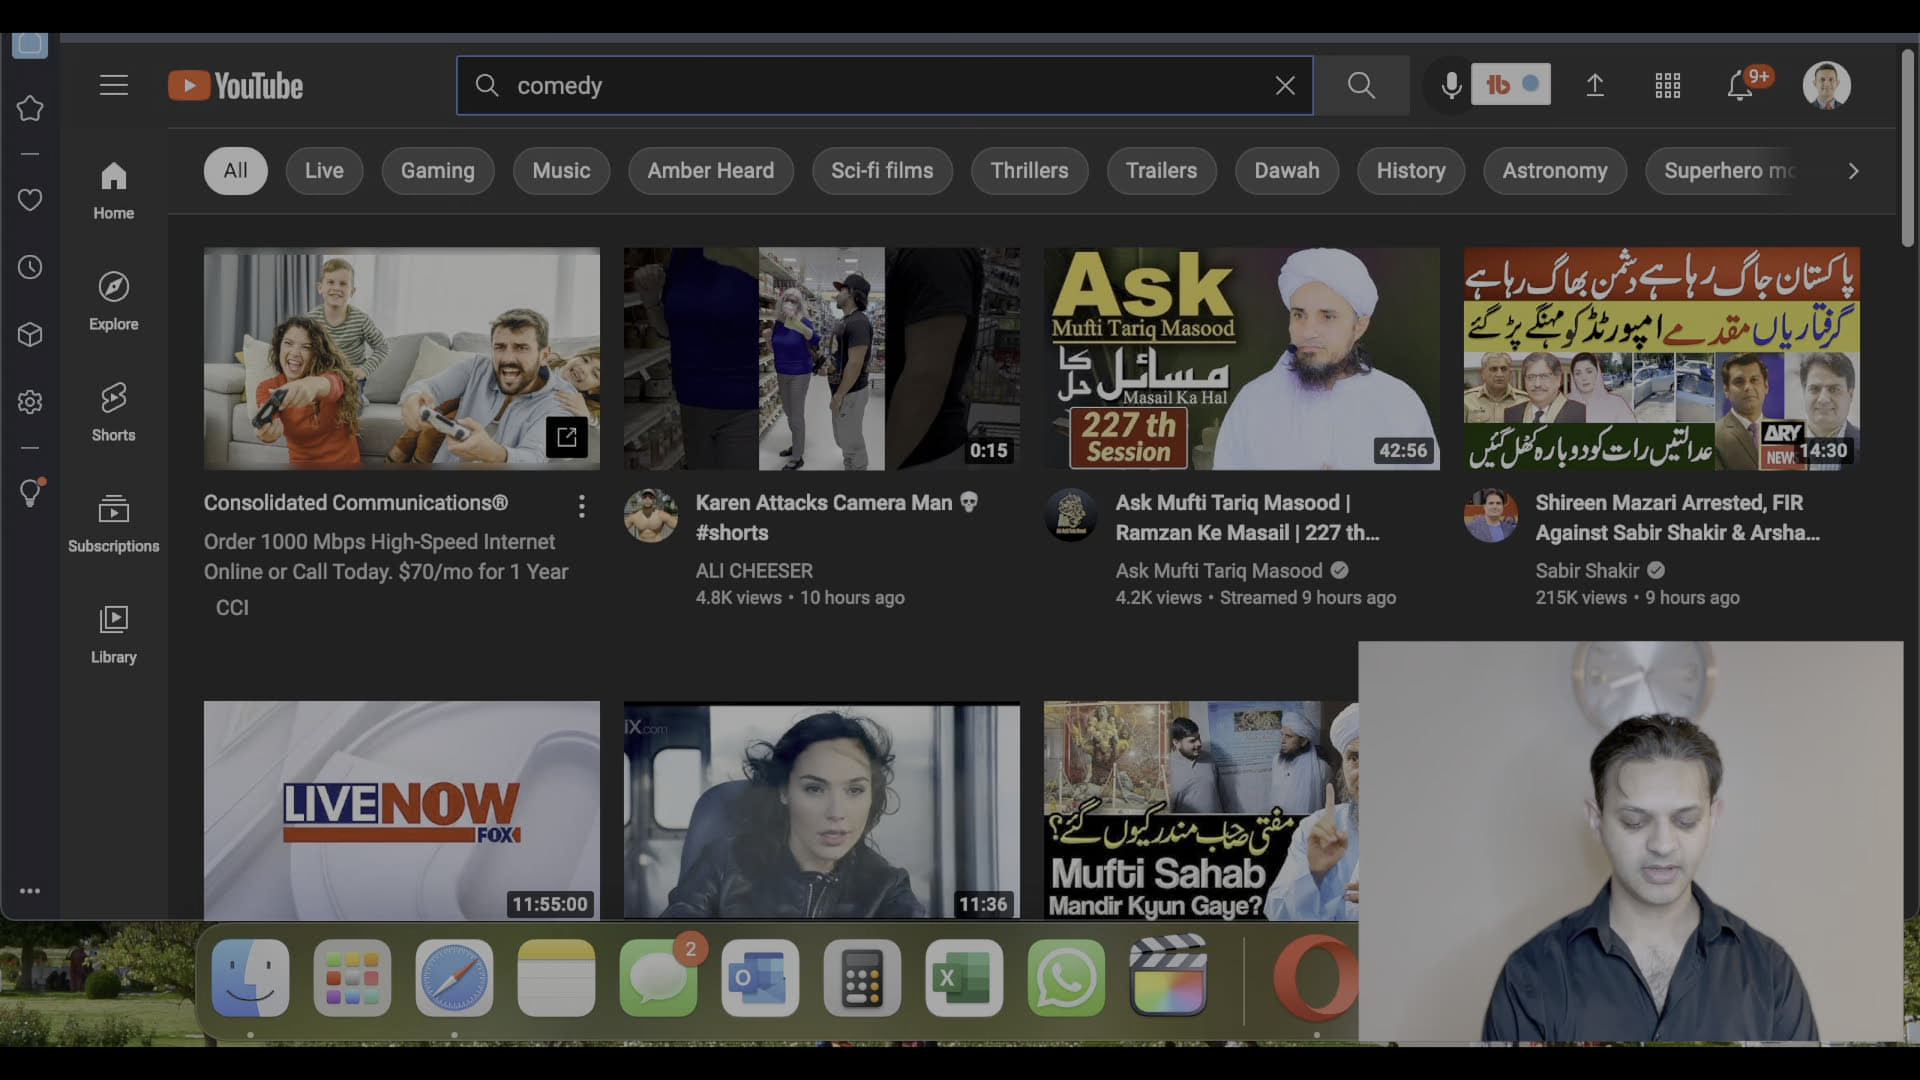 YouTube
comedy
9+
All
Live
Gaming
Music
Amber Heard
Sci-fi films
Thrillers
Trailers
Dawah
History
Astronomy
Superhero mo
Home
Explore
Shorts
Subscriptions
Library
Consolidated Communications®
Order 1000 Mbps High-Speed Internet
Online or Call Today. $70/mo for 1 Year
CCI
0:15
Karen Attacks Camera Man 💀
#shorts
ALI CHEESER
4.8K views • 10 hours ago
Ask
Mufti Tariq Masood
مسائل کا حل
Masail Ka Hal
227 th
Session
42:56
Ask Mufti Tariq Masood |
Ramzan Ke Masail | 227 th...
Ask Mufti Tariq Masood
4.2K views • Streamed 9 hours ago
پاکستان جاگ رہا ہے دشمن بھاگ رہا ہے
گرفتاریاں مقدمے امپورٹڈ کو مہنگے پڑ گئے
عدالتیں رات کو دوبارہ کھل گئیں
ARY
NEWS
14:30
Shireen Mazari Arrested, FIR
Against Sabir Shakir & Arsha...
Sabir Shakir
215K views • 9 hours ago
LIVENOW
FOX
11:55:00
iX.com
11:36
مفتی صاحب مندر کیوں گئے؟
Mufti Sahab
Mandir Kyun Gaye?
2